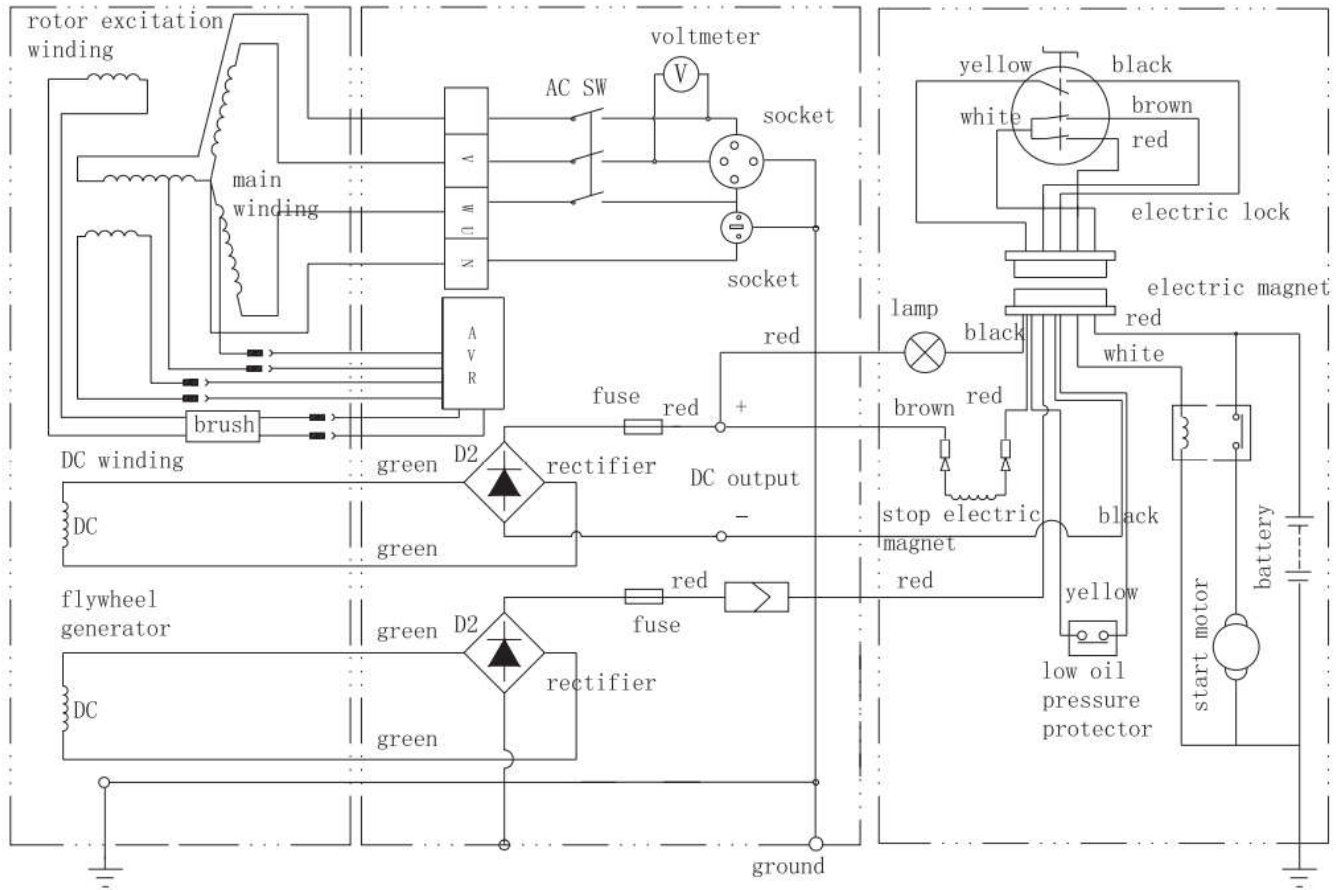 rotor excitation
winding
main
winding
brush
DC winding
DC
flywheel
generator
DC
V
W
U
N
A
V
R
AC SW
voltmeter
V
socket
socket
fuse
red
red
+
green
D2
rectifier
DC output
−
green
fuse
red
green
D2
rectifier
green
ground
yellow
black
white
brown
red
electric lock
electric magnet
lamp
black
red
white
brown
red
stop electric
magnet
black
red
yellow
low oil
pressure
protector
start motor
battery